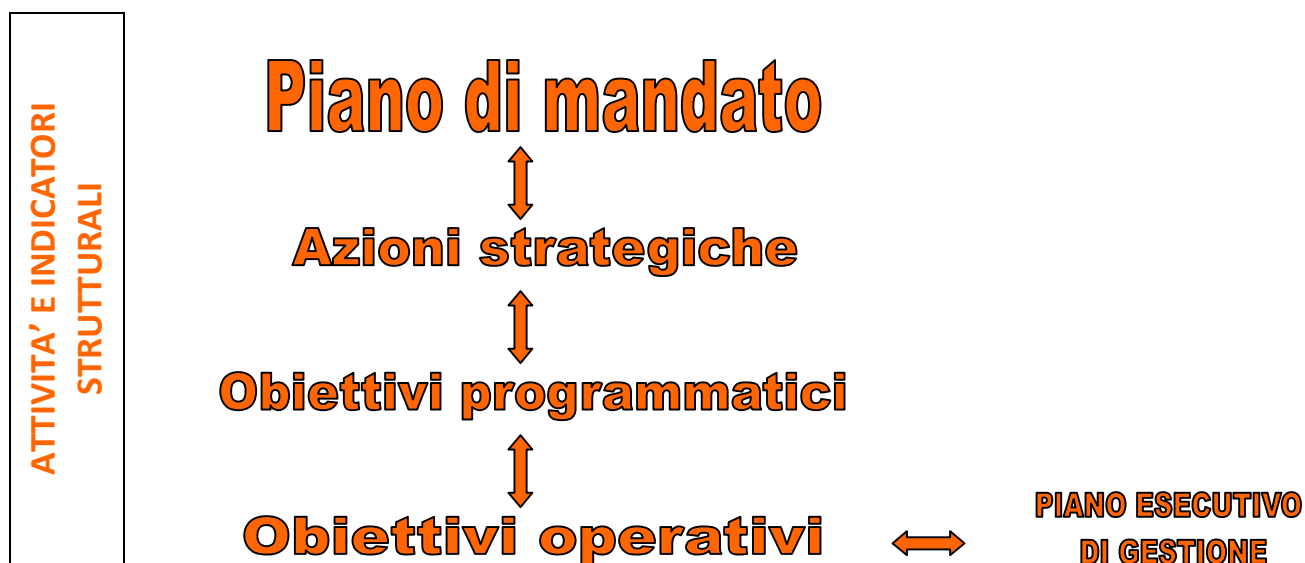 ATTIVITA’ E INDICATORI
STRUTTURALI
Piano di mandato
Azioni strategiche
Obiettivi programmatici
Obiettivi operativi
PIANO ESECUTIVO
DI GESTIONE